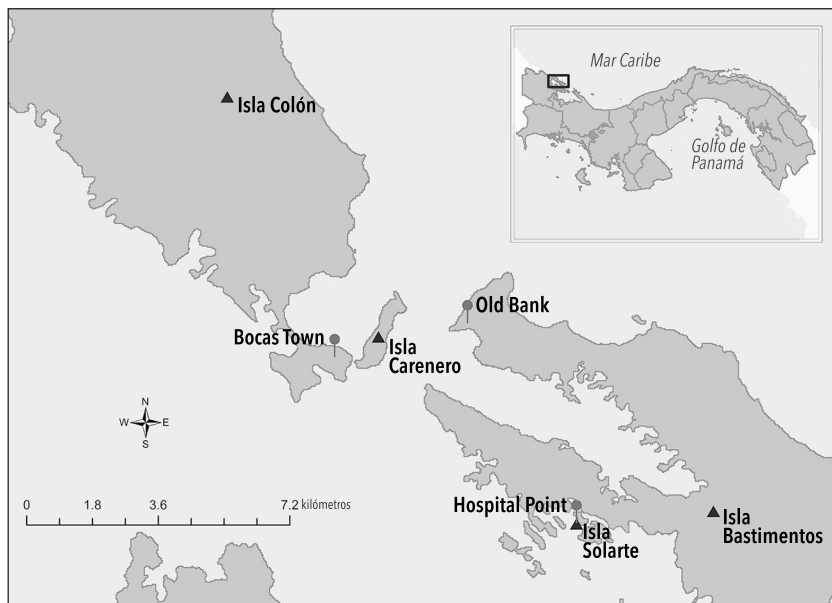 Mar Caribe
Isla Colón
Golfo de
Panamá
Old Bank
Bocas Town
Isla
Carenero
N
W E
S
0 1.8 3.6 7.2 kilómetros
Hospital Point
Isla
Solarte
Isla
Bastimentos